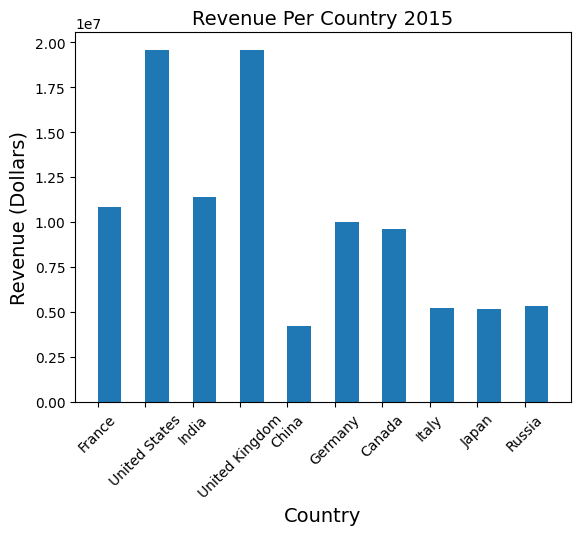 Revenue Per Country 2015
1e7
2.00
1.75
1.50
1.25
1.00
0.75
0.50
0.25
0.00
Revenue (Dollars)
France
United States
India
United Kingdom
China
Germany
Canada
Italy
Japan
Russia
Country